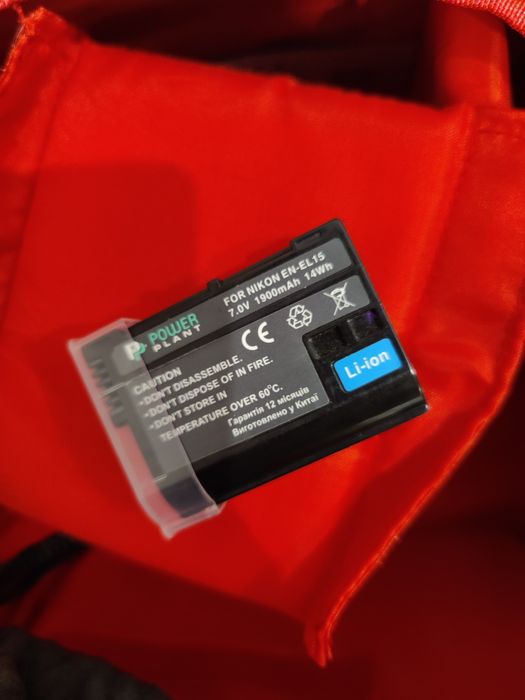 FOR NIKON EN-EL15
7.0V 1900mAh 14Wh
POWER
PLANT
CE
Li-ion
CAUTION
•DON'T DISASSEMBLE.
•DON'T DISPOSE OF IN FIRE.
•DON'T STORE IN
TEMPERATURE OVER 60°C.
Гарантія 12 місяців
Виготовлено у Китаї